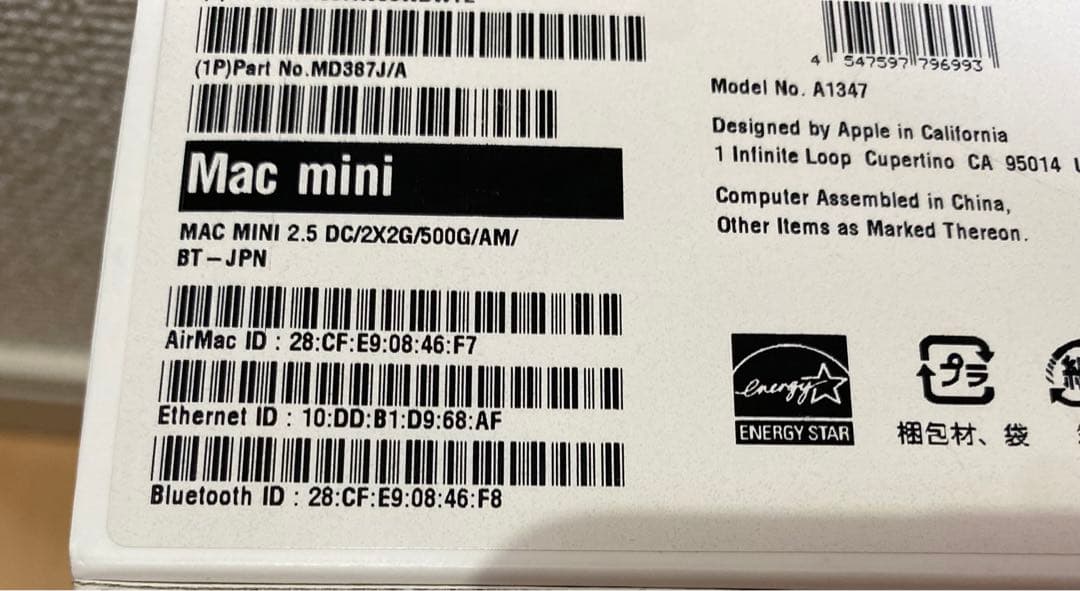 (1P)Part No.MD387J/A
Mac mini
MAC MINI 2.5 DC/2X2G/500G/AM/
BT-JPN
AirMac ID : 28:CF:E9:08:46:F7
Ethernet ID : 10:DD:B1:D9:68:AF
Bluetooth ID : 28:CF:E9:08:46:F8
4 547597 796993
Model No. A1347
Designed by Apple in California
1 Infinite Loop Cupertino CA 95014
Computer Assembled in China,
Other Items as Marked Thereon.
energy
ENERGY STAR
プラ
梱包材、袋